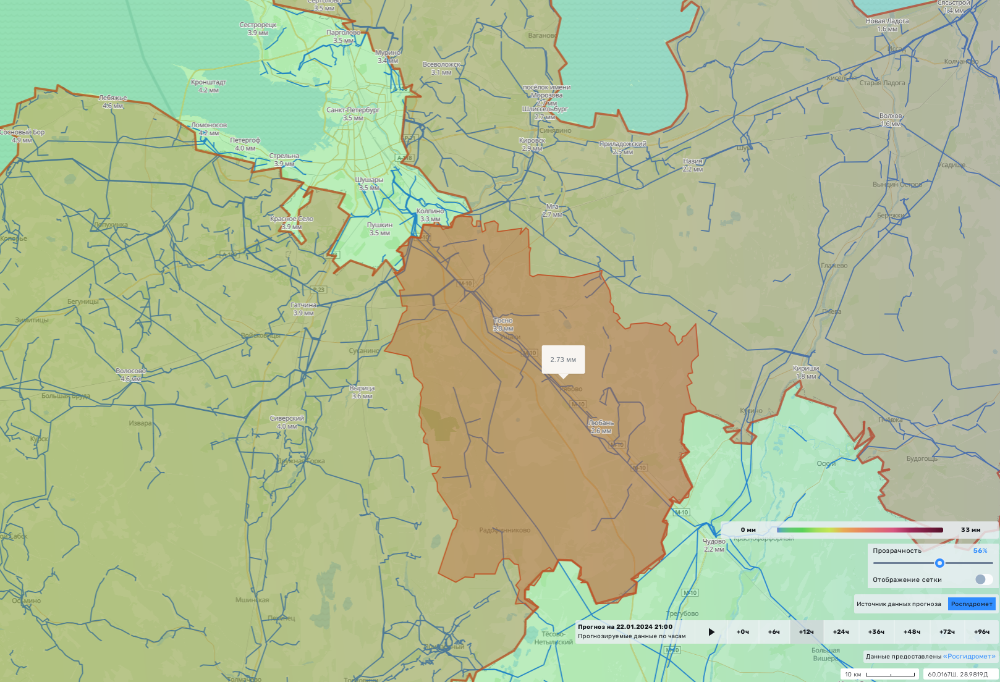 Сертолово
3.5 мм
Сясьстрой
1.4 мм
Сестрорецк
3.9 мм
Парголово
3.5 мм
Новая Ладога
1.6 мм
Ваганово
Иссад
Мурино
3.4 мм
Всеволожск
3.1 мм
Колчаново
Кронштадт
4.2 мм
Кисельня
Старая Ладога
посёлок имени
Морозова
2.7 мм
Лебяжье
4.6 мм
Санкт-Петербург
3.5 мм
Шлиссельбург
2.7 мм
Волхов
1.6 мм
Ломоносов
4.2 мм
Сосновый Бор
4.9 мм
Синявино
Р-21
Петергоф
4.0 мм
Кировск
2.9 мм
Приладожский
2.5 мм
Шум
Стрельна
3.9 мм
А-118
Назия
2.2 мм
Усадище
Шушары
3.5 мм
Вындин Остров
Мга
2.7 мм
Колпино
3.3 мм
Бережки
Красное Село
3.9 мм
Лопухинка
Пушкин
3.5 мм
Копорье
М-10
А-180
Р-23
Глажево
М-10
Р-23
Бегуницы
Гатчина
3.9 мм
Пчева
Зимитицы
Тосно
3.0 мм
Войсковицы
Ушаки
Сусанино
М-10
2.73 мм
Волосово
4.6 мм
Кириши
1.8 мм
Вырица
3.6 мм
Рябово
Большая Вруда
М-10
Кусино
Сиверский
4.0 мм
Извара
Любань
2.6 мм
Пчёвжа
Курск
М-10
Дружная Горка
Оскуй
Будогощь
М-10
М-10
Радофинниково
0 мм
33 мм
Чудово
2.2 мм
Краснофарфорный
Прозрачность
56%
Отображение сетки
М-10
Мшинская
Осьмино
Источник данных прогноза
Росгидромет
Трегубово
Прогноз на 22.01.2024 21:00
Прогнозируемые данные по часам
+0ч
+6ч
+12ч
+24ч
+36ч
+48ч
+72ч
+96ч
Тёсово-
Нетыльский
М-10
Большая
Вишера
Данные предоставлены «Росгидромет»
10 км
60.0167Ш, 28.9819Д
Толмачёво